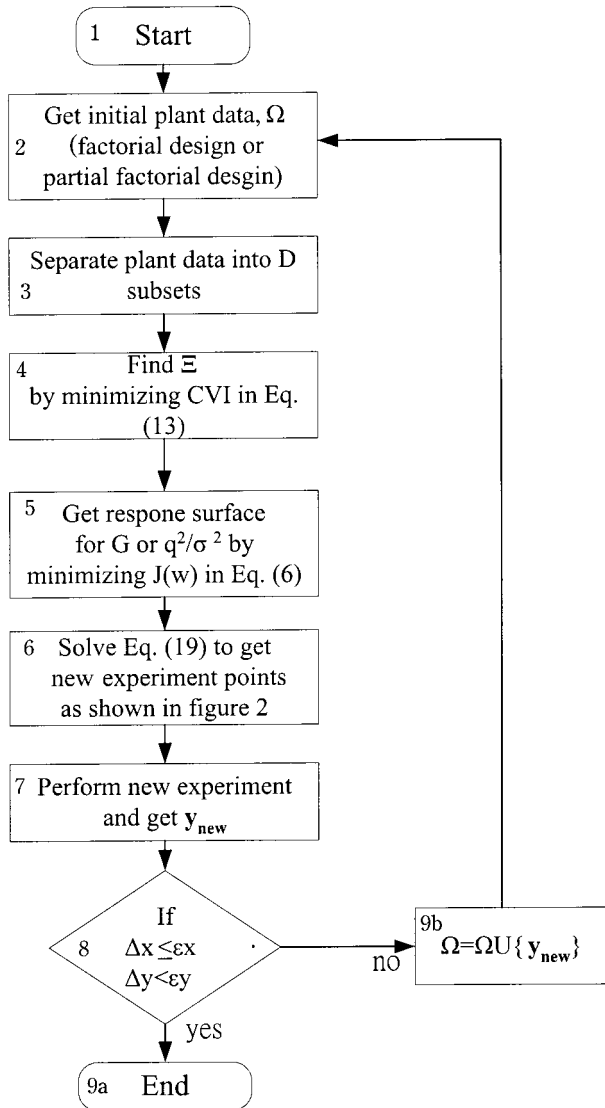 1 Start
Get initial plant data, Ω
2 (factorial design or
partial factorial desgin)
Separate plant data into D
3 subsets
4 Find Ξ
by minimizing CVI in Eq.
(13)
5 Get respone surface
for G or q²/σ ² by
minimizing J(w) in Eq. (6)
6 Solve Eq. (19) to get
new experiment points
as shown in figure 2
7 Perform new experiment
and get y_new
If
8 Δx≤εx
Δy<εy
no
9b
Ω=ΩU{y_new}
yes
9a End